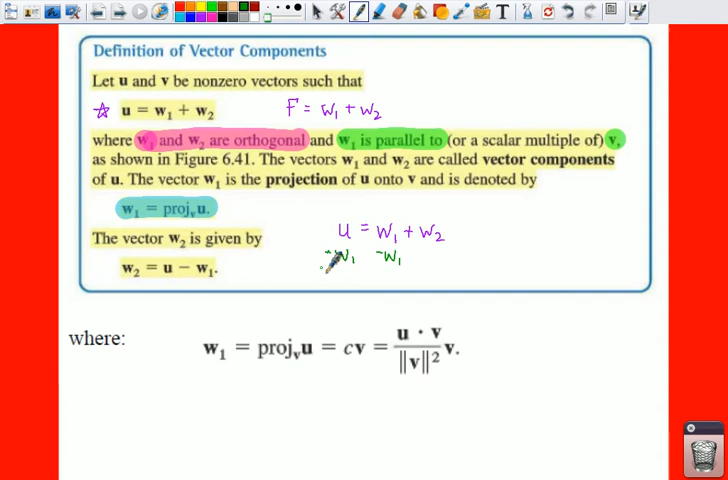 Definition of Vector Components
Let u and v be nonzero vectors such that
☆ u = w₁ + w₂ F = w₁ + w₂
where w₁ and w₂ are orthogonal and w₁ is parallel to (or a scalar multiple of) v,
as shown in Figure 6.41. The vectors w₁ and w₂ are called vector components
of u. The vector w₁ is the projection of u onto v and is denoted by
w₁ = projᵥu.
u = w₁ + w₂
The vector w₂ is given by
-w₁ -w₁
w₂ = u − w₁.
where: w₁ = projᵥu = cv = u · v / ‖v‖² v.